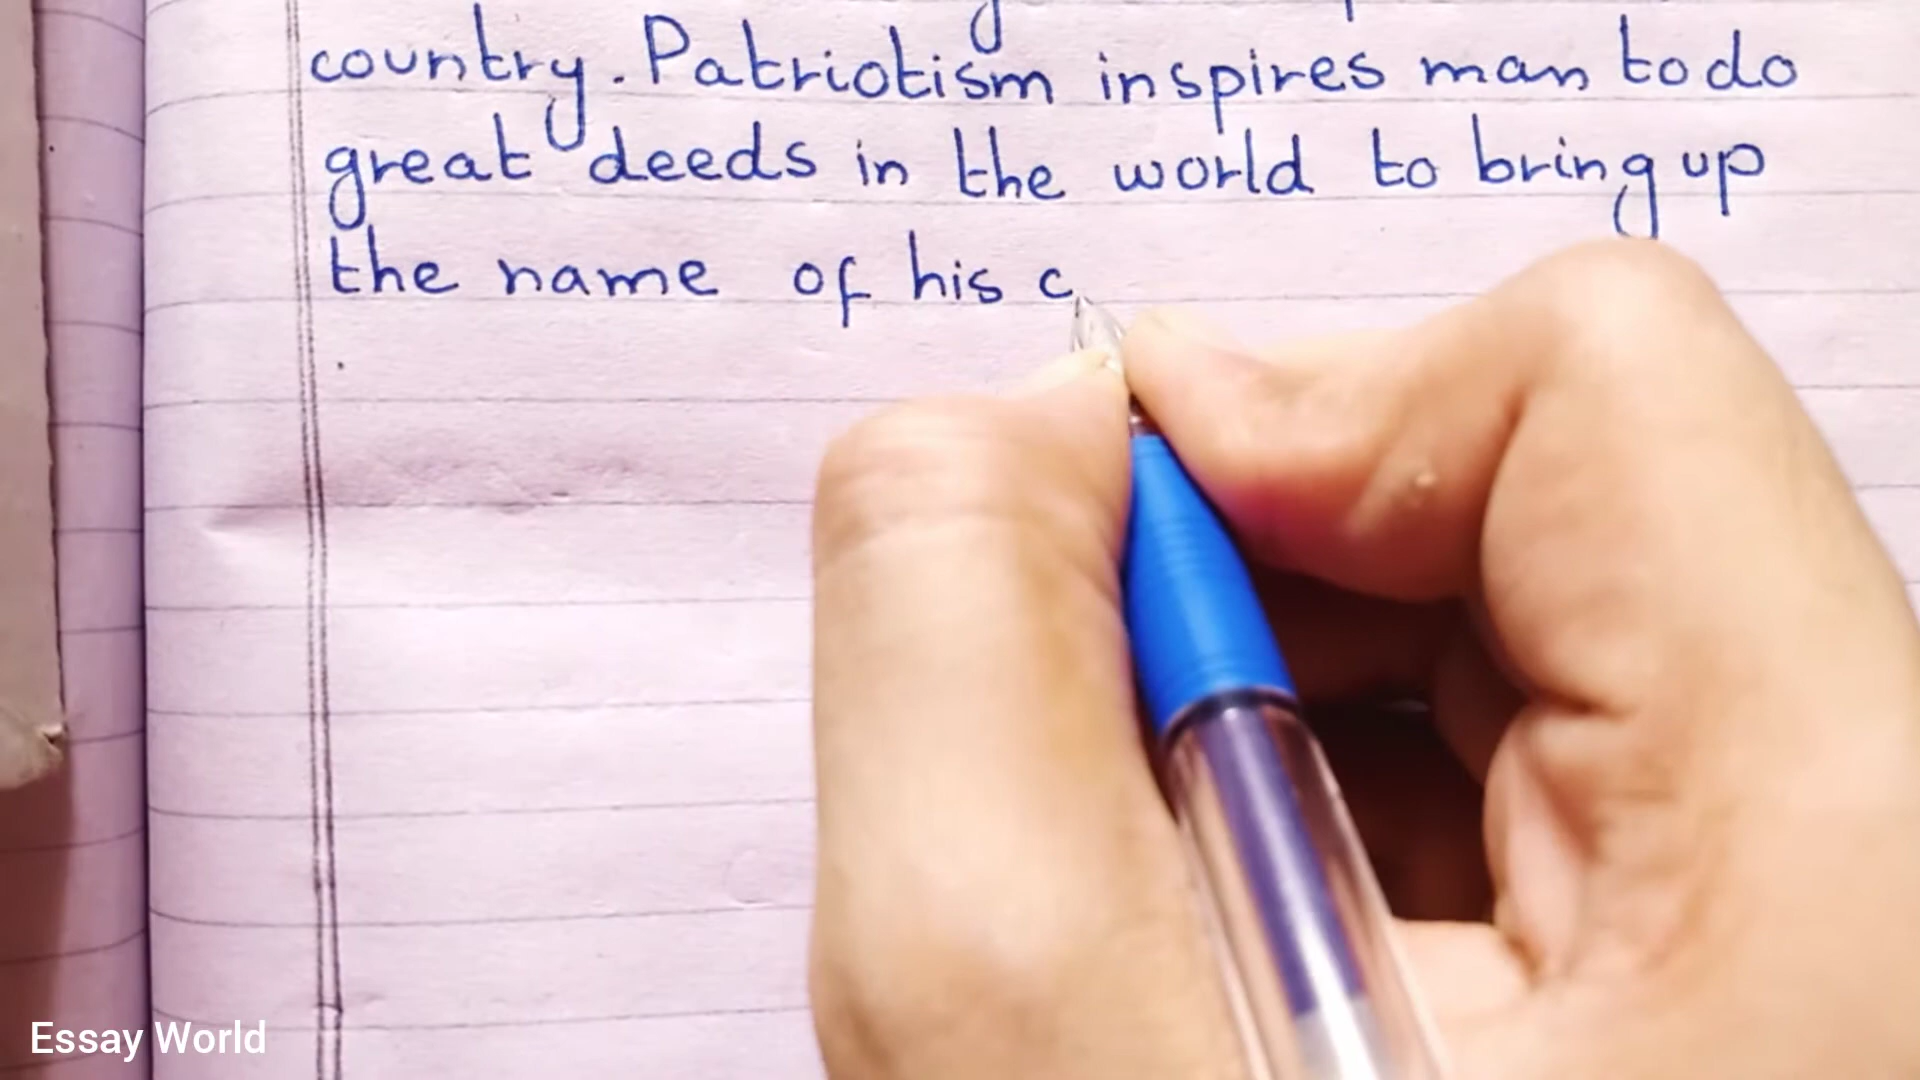 country. Patriotism inspires man to do
great deeds in the world to bring up
the name of his c
Essay World